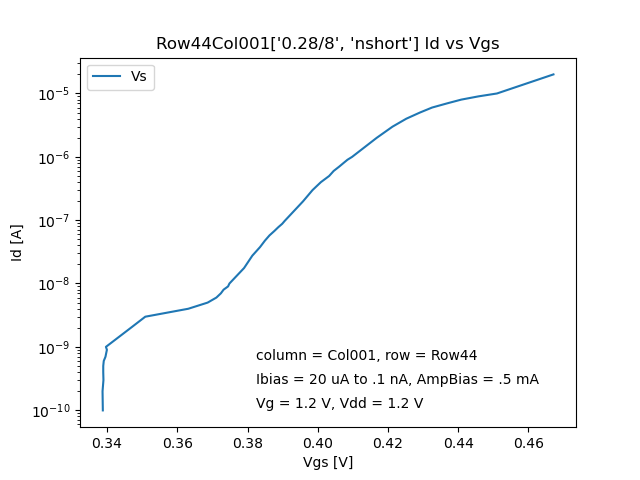 Row44Col001['0.28/8', 'nshort'] Id vs Vgs
Vs
10⁻⁵
10⁻⁶
10⁻⁷
10⁻⁸
10⁻⁹
10⁻¹⁰
Id [A]
column = Col001, row = Row44
Ibias = 20 uA to .1 nA, AmpBias = .5 mA
Vg = 1.2 V, Vdd = 1.2 V
0.34 0.36 0.38 0.40 0.42 0.44 0.46
Vgs [V]